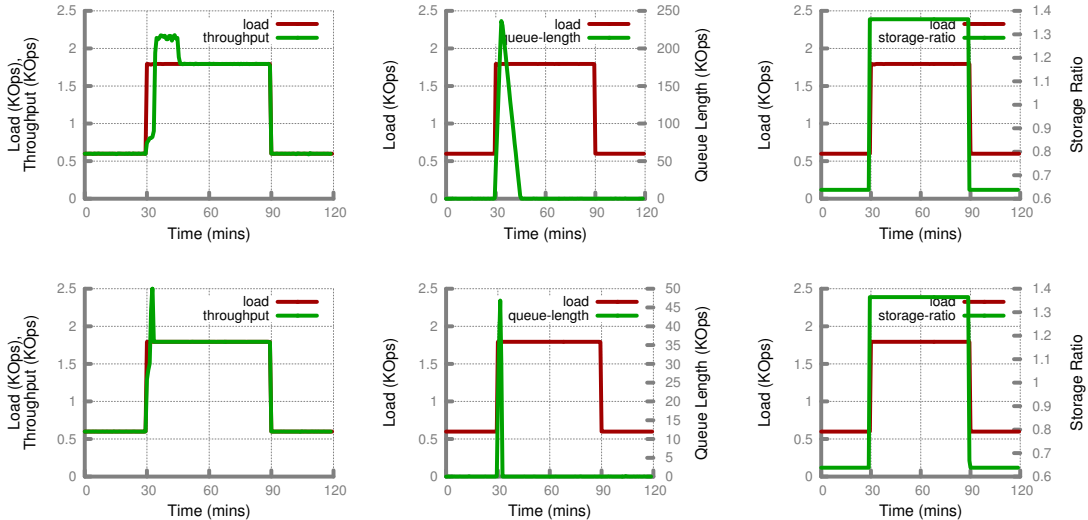 Load (KOps),
Throughput (KOps)
2.5
2
1.5
1
0.5
0
0 30 60 90 120
Time (mins)
load
throughput
Load (KOps)
2.5
2
1.5
1
0.5
0
0 30 60 90 120
Time (mins)
load
queue-length
250
200
150
100
50
0
Queue Length (KOps)
Load (KOps)
2.5
2
1.5
1
0.5
0
0 30 60 90 120
Time (mins)
load
storage-ratio
1.4
1.3
1.2
1.1
1
0.9
0.8
0.7
0.6
Storage Ratio
Load (KOps),
Throughput (KOps)
2.5
2
1.5
1
0.5
0
0 30 60 90 120
Time (mins)
load
throughput
Load (KOps)
2.5
2
1.5
1
0.5
0
0 30 60 90 120
Time (mins)
load
queue-length
50
45
40
35
30
25
20
15
10
5
0
Queue Length (KOps)
Load (KOps)
2.5
2
1.5
1
0.5
0
0 30 60 90 120
Time (mins)
load
storage-ratio
1.4
1.3
1.2
1.1
1
0.9
0.8
0.7
0.6
Storage Ratio